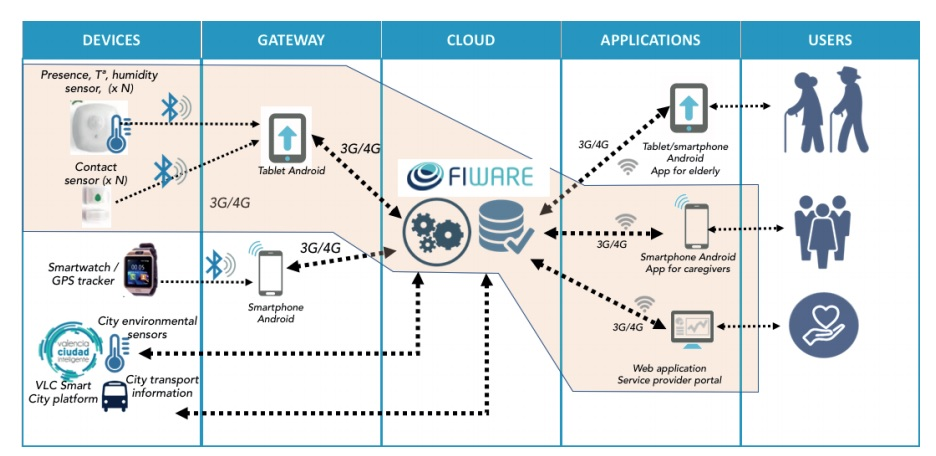 DEVICES
GATEWAY
CLOUD
APPLICATIONS
USERS
Presence, Tª, humidity
sensor, (x N)
Contact
sensor (x N)
Tablet Android
3G/4G
3G/4G
FIWARE
3G/4G
Tablet/smartphone
Android
App for elderly
3G/4G
Smartphone Android
App for caregivers
Smartwatch /
GPS tracker
Smartphone
Android
3G/4G
City environmental
sensors
valencia
ciudad
inteligente
VLC Smart
City platform
City transport
information
3G/4G
Web application
Service provider portal